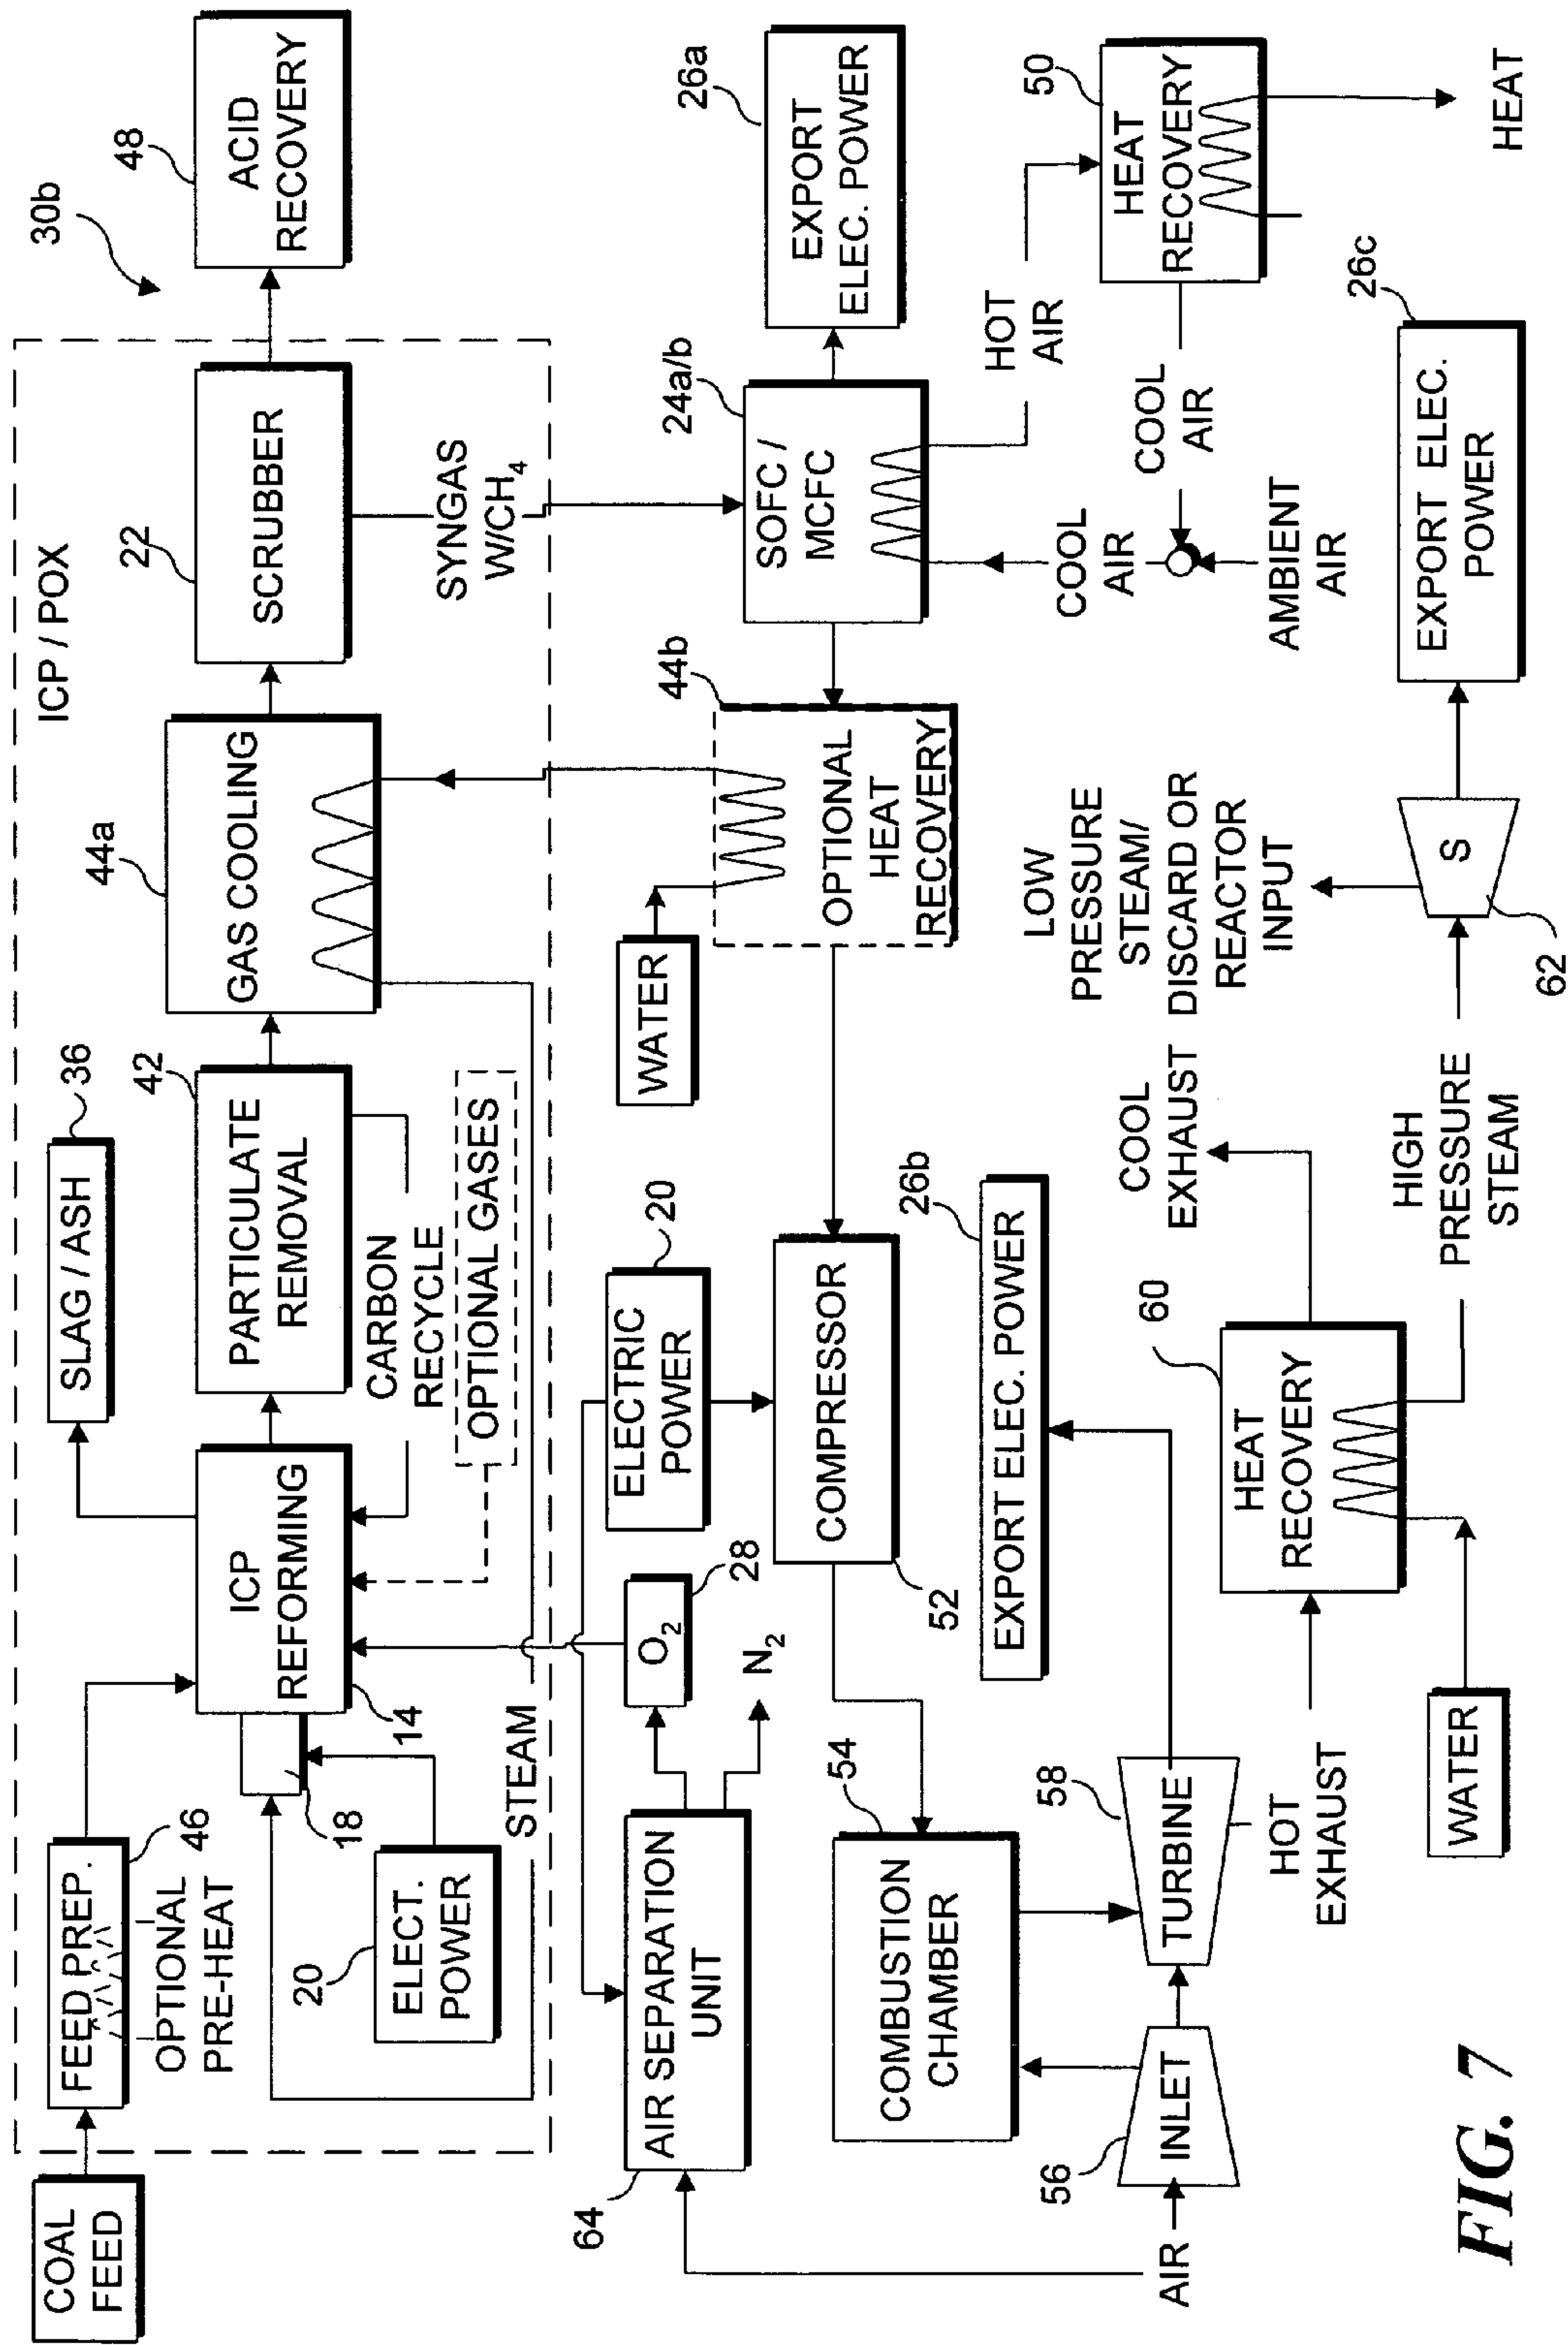 COAL
FEED
FEED PREP.
46
OPTIONAL
PRE-HEAT
ICP / POX
SLAG / ASH
36
ICP
REFORMING
14
18
20
ELECT.
POWER
STEAM
PARTICULATE
REMOVAL
42
CARBON
RECYCLE
OPTIONAL GASES
GAS COOLING
44a
SCRUBBER
22
SYNGAS
W/CH4
30b
ACID
RECOVERY
48
AIR SEPARATION
UNIT
64
O2
28
N2
ELECTRIC
POWER
20
WATER
OPTIONAL
HEAT
RECOVERY
44b
SOFC /
MCFC
24a/b
EXPORT
ELEC. POWER
26a
COMPRESSOR
52
COMBUSTION
CHAMBER
54
HOT
AIR
COOL
AIR
COOL
AIR
AMBIENT
AIR
HEAT
RECOVERY
50
HEAT
AIR
INLET
56
TURBINE
58
HOT
EXHAUST
EXPORT ELEC. POWER
26b
HEAT
RECOVERY
60
WATER
COOL
EXHAUST
HIGH
PRESSURE
STEAM
LOW
PRESSURE
STEAM/
DISCARD OR
REACTOR
INPUT
S
62
EXPORT ELEC.
POWER
26c
FIG. 7